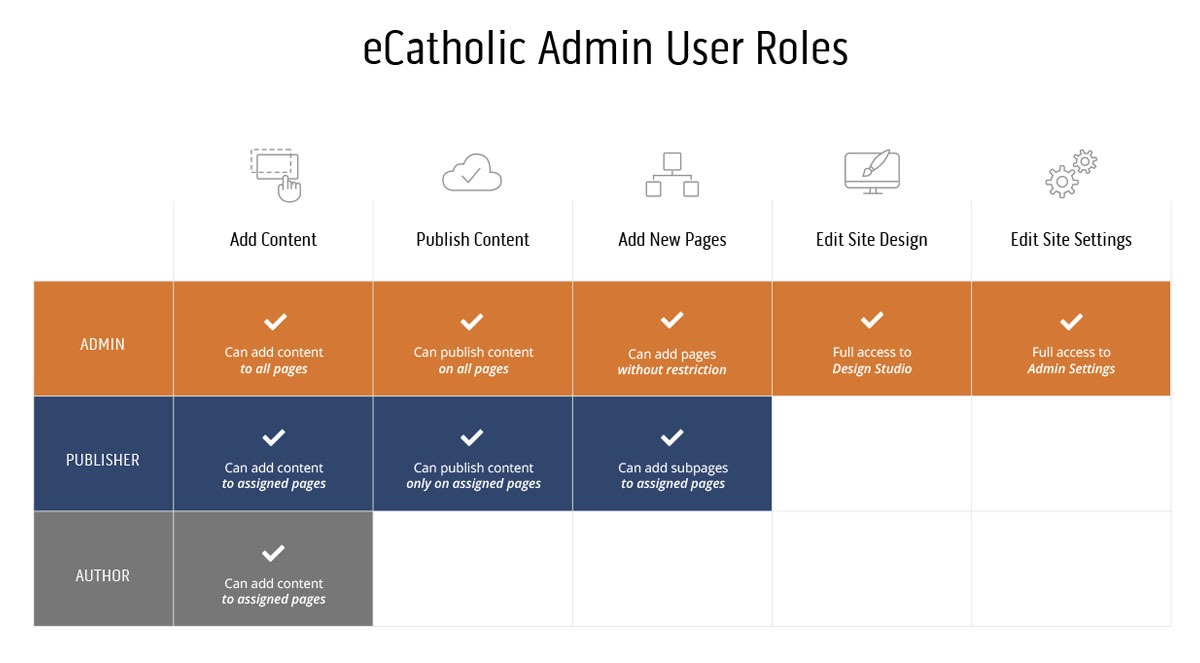 eCatholic Admin User Roles
Add Content
Publish Content
Add New Pages
Edit Site Design
Edit Site Settings
ADMIN
Can add content
to all pages
Can publish content
on all pages
Can add pages
without restriction
Full access to
Design Studio
Full access to
Admin Settings
PUBLISHER
Can add content
to assigned pages
Can publish content
only on assigned pages
Can add subpages
to assigned pages
AUTHOR
Can add content
to assigned pages